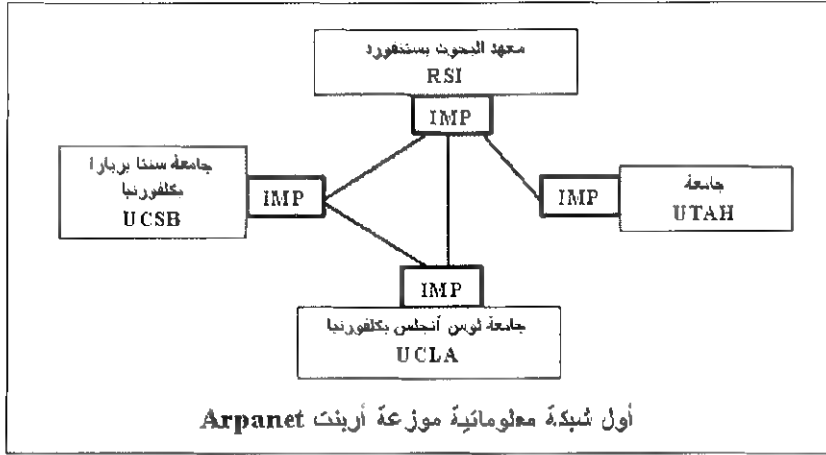 معهد البحوث بستنفورد
RSI
IMP
جامعة سنتا بربارا
بكلفورنيا
UCSB
IMP
IMP
جامعة
UTAH
IMP
جامعة لوس أنجلس بكلفورنيا
UCLA
أول شبكة معلوماتية موزعة أربنت Arpanet